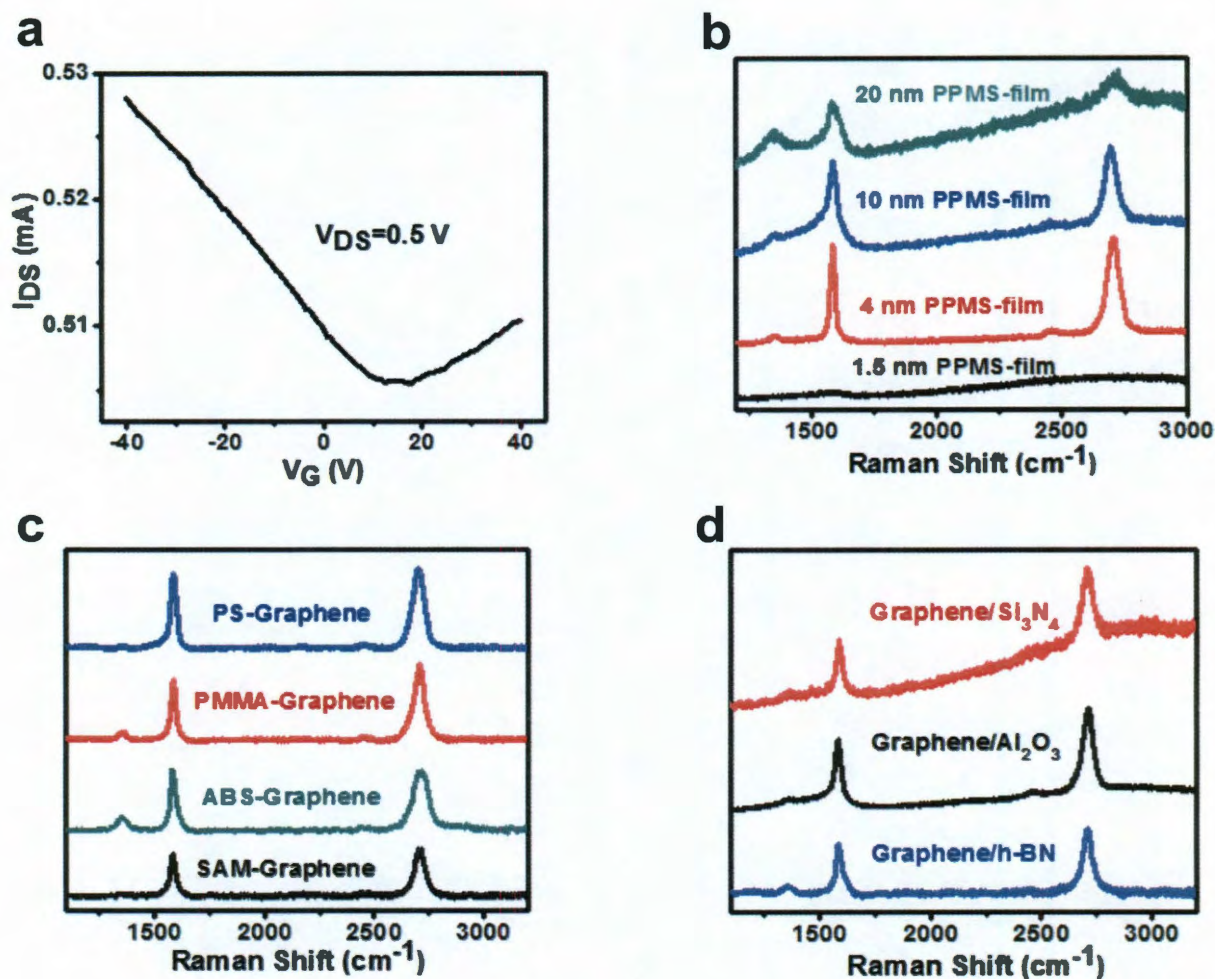 a
0.53
0.52
0.51
I_DS (mA)
V_DS=0.5 V
-40
-20
0
20
40
V_G (V)
b
20 nm PPMS-film
10 nm PPMS-film
4 nm PPMS-film
1.5 nm PPMS-film
1500
2000
2500
3000
Raman Shift (cm⁻¹)
c
PS-Graphene
PMMA-Graphene
ABS-Graphene
SAM-Graphene
1500
2000
2500
3000
Raman Shift (cm⁻¹)
d
Graphene/Si₃N₄
Graphene/Al₂O₃
Graphene/h-BN
1500
2000
2500
3000
Raman Shift (cm⁻¹)